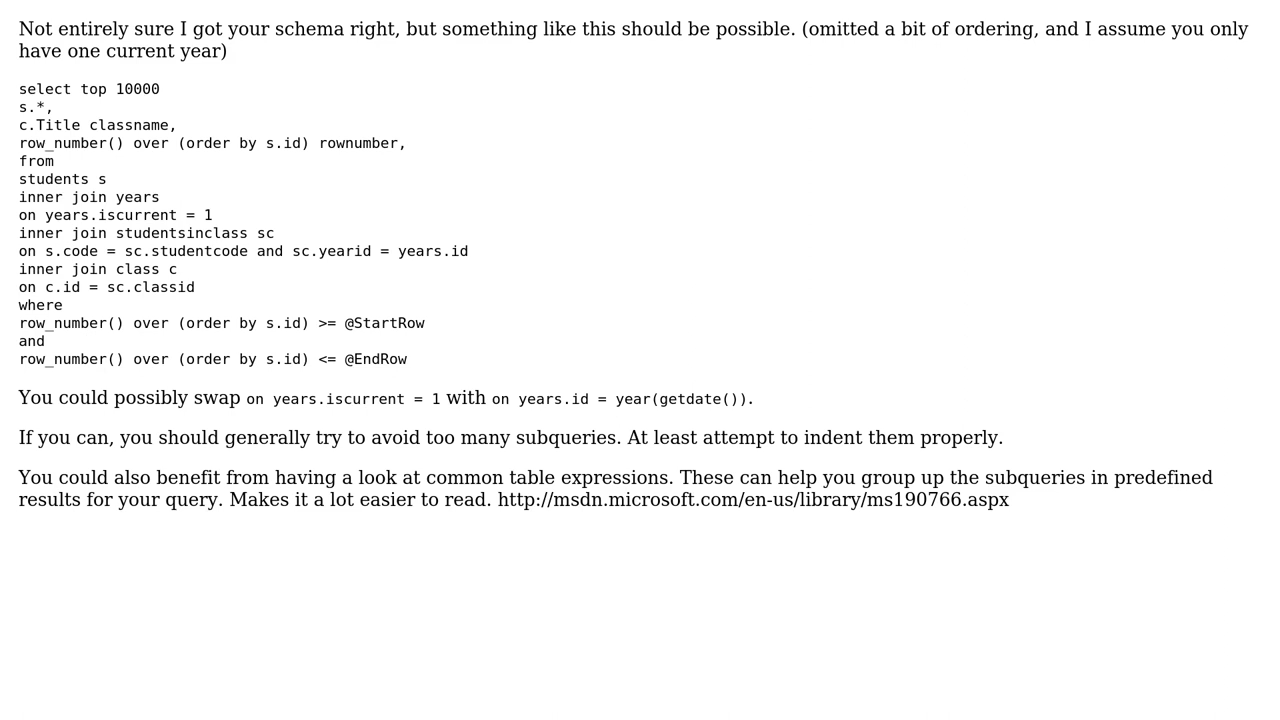 Not entirely sure I got your schema right, but something like this should be possible. (omitted a bit of ordering, and I assume you only
have one current year)
select top 10000
s.*,
c.Title classname,
row_number() over (order by s.id) rownumber,
from
students s
inner join years
on years.iscurrent = 1
inner join studentsinclass sc
on s.code = sc.studentcode and sc.yearid = years.id
inner join class c
on c.id = sc.classid
where
row_number() over (order by s.id) >= @StartRow
and
row_number() over (order by s.id) <= @EndRow
You could possibly swap on years.iscurrent = 1 with on years.id = year(getdate()).
If you can, you should generally try to avoid too many subqueries. At least attempt to indent them properly.
You could also benefit from having a look at common table expressions. These can help you group up the subqueries in predefined
results for your query. Makes it a lot easier to read. http://msdn.microsoft.com/en-us/library/ms190766.aspx